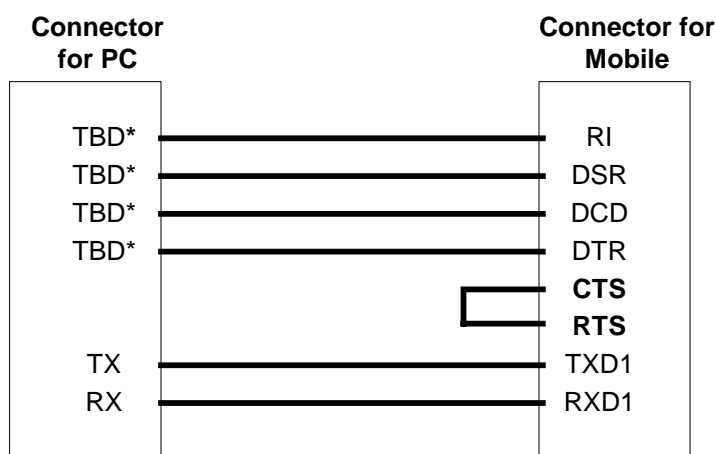 Connector for PC
Connector for Mobile
TBD* RI
TBD* DSR
TBD* DCD
TBD* DTR
CTS
RTS
TX TXD1
RX RXD1